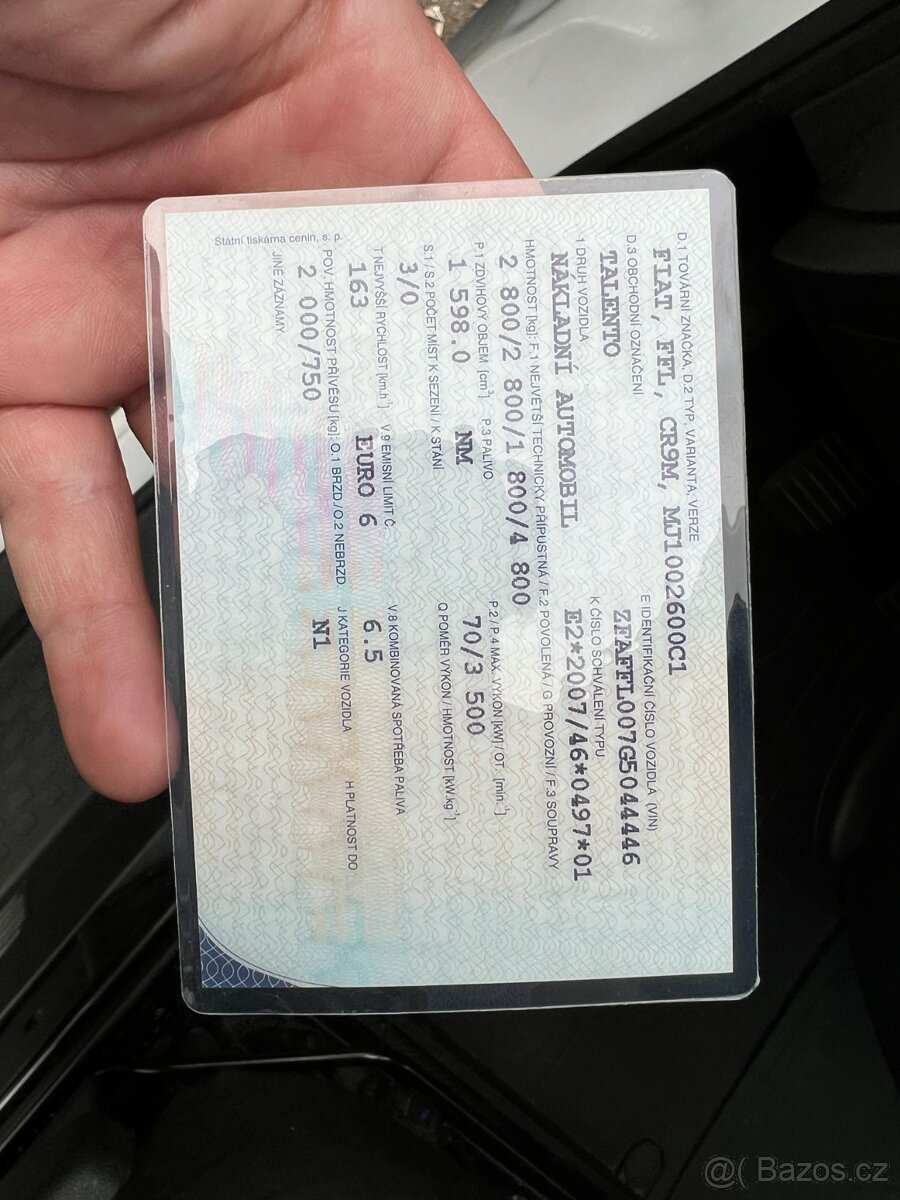 D.1 TOVÁRNÍ ZNAČKA, D.2 TYP, VARIANTA, VERZE
FIAT, FFL, CR9M, MJ1002600C1
D.3 OBCHODNÍ OZNAČENÍ E IDENTIFIKAČNÍ ČÍSLO VOZIDLA (VIN)
TALENTO ZFAFFL007G5044446
1 DRUH VOZIDLA K ČÍSLO SCHVÁLENÍ TYPU
NÁKLADNÍ AUTOMOBIL E2*2007/46*0497*01
HMOTNOST [kg]: F.1 NEJVĚTŠÍ TECHNICKY PŘÍPUSTNÁ / F.2 POVOLENÁ / G PROVOZNÍ / F.3 SOUPRAVY
2 800/2 800/1 800/4 800
P.1 ZDVIHOVÝ OBJEM [cm³] P.3 PALIVO P.2 / P.4 MAX. VÝKON [kW] / OT. [min.⁻¹]
1 598.0 NM 70/3 500
S.1 / S.2 POČET MÍST K SEZENÍ / K STÁNÍ Q POMĚR VÝKON / HMOTNOST [kW.kg⁻¹]
3/0
T NEJVYŠŠÍ RYCHLOST [km.h⁻¹] V.9 EMISNÍ LIMIT Č. V.8 KOMBINOVANÁ SPOTŘEBA PALIVA
163 EURO 6 6.5
POV. HMOTNOST PŘÍVĚSU [kg]: O.1 BRZD./O.2 NEBRZD. J KATEGORIE VOZIDLA H PLATNOST DO
2 000/750 N1
JINÉ ZÁZNAMY
Státní tiskárna cenin, s. p.
@( Bazos.cz